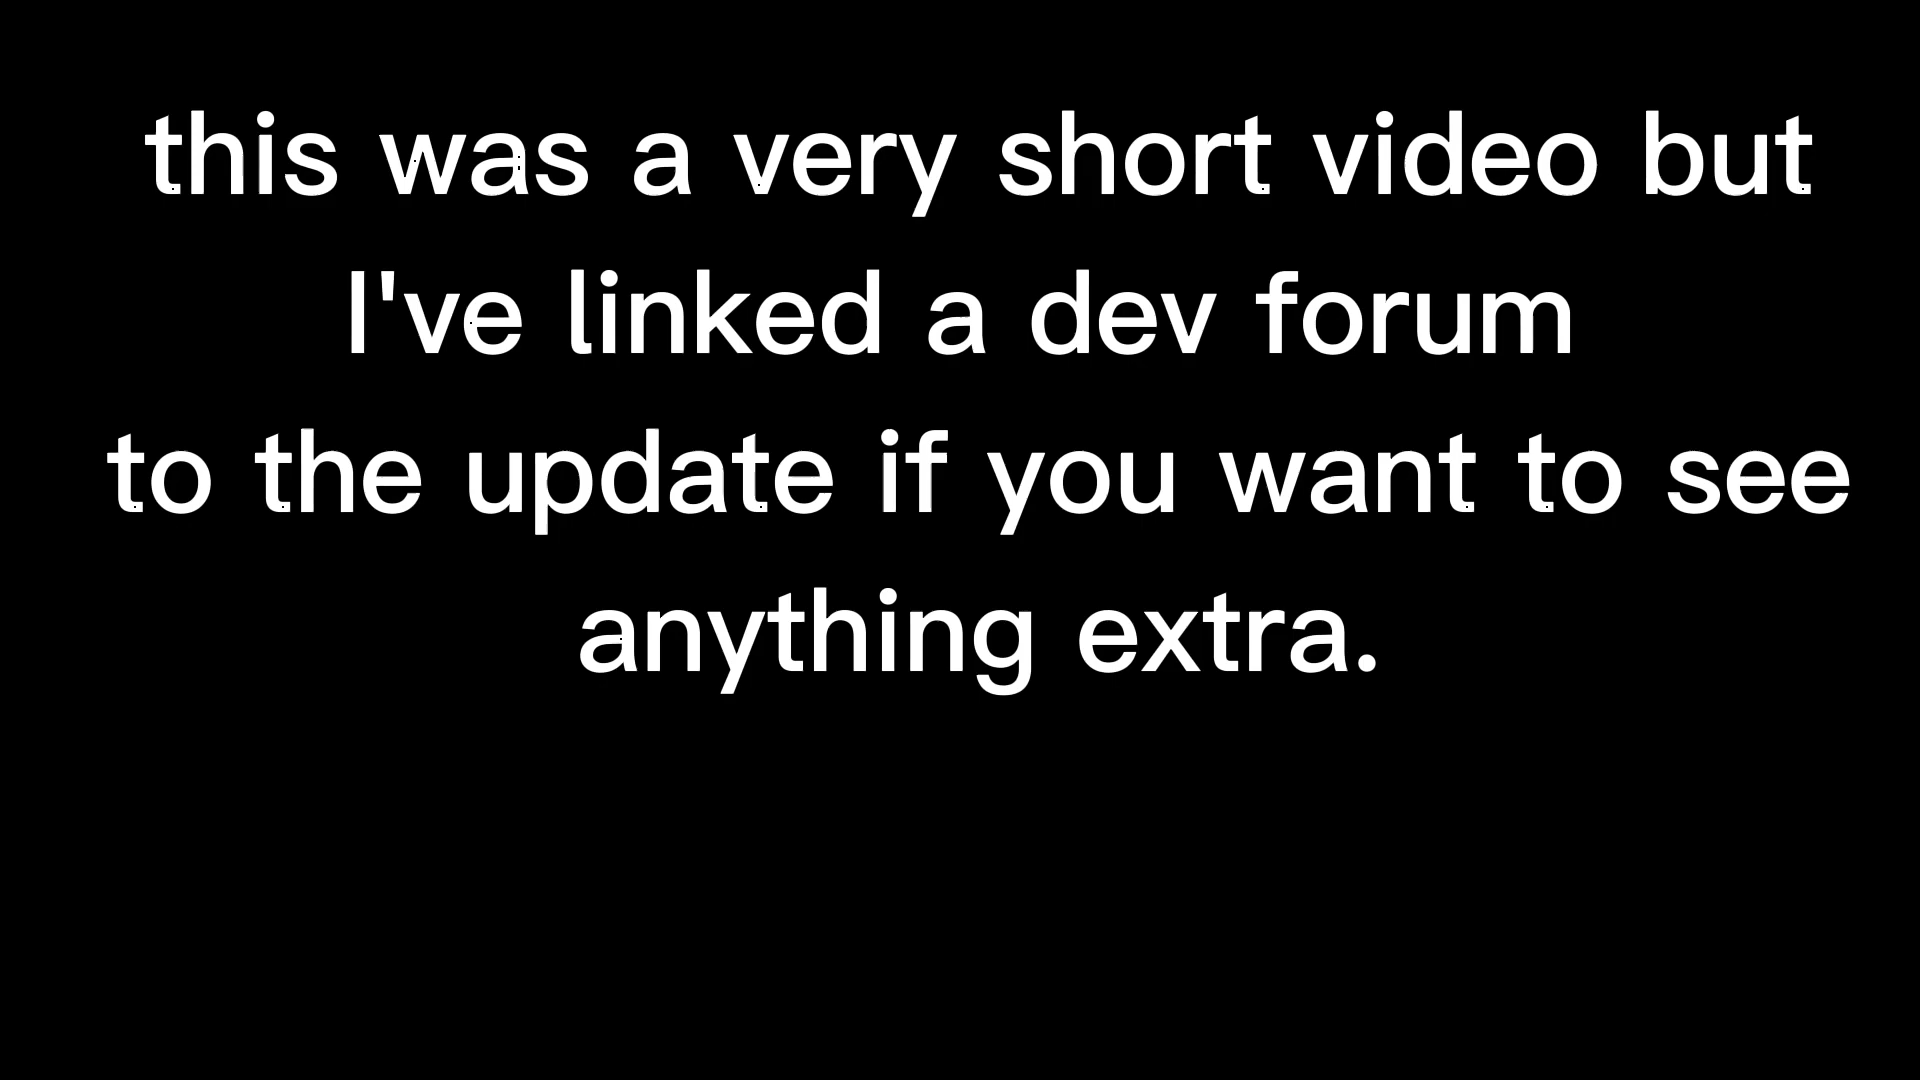 this was a very short video but
I've linked a dev forum
to the update if you want to see
anything extra.